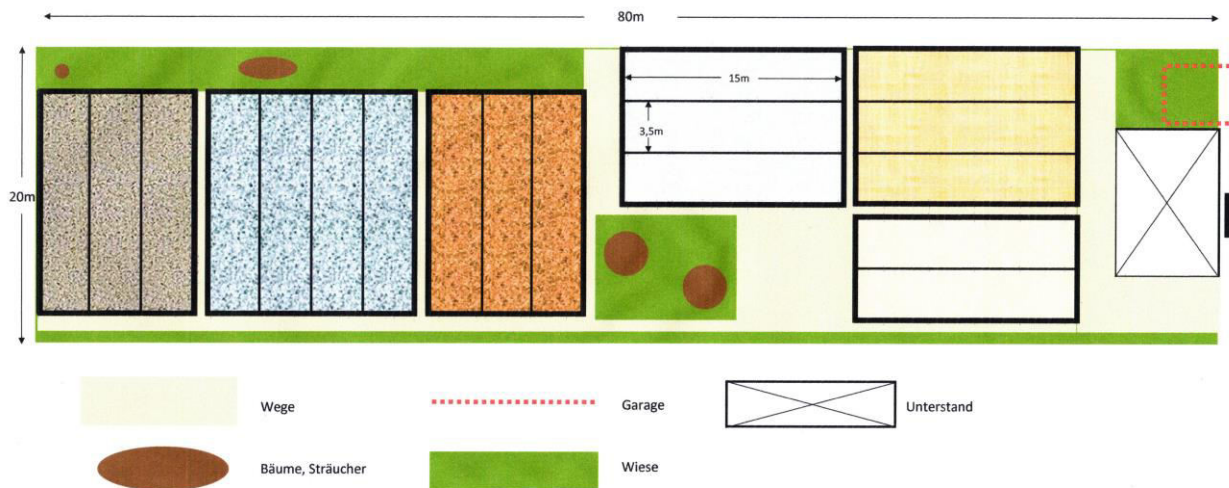 80m
15m
3,5m
20m
Wege
Garage
Unterstand
Bäume, Sträucher
Wiese